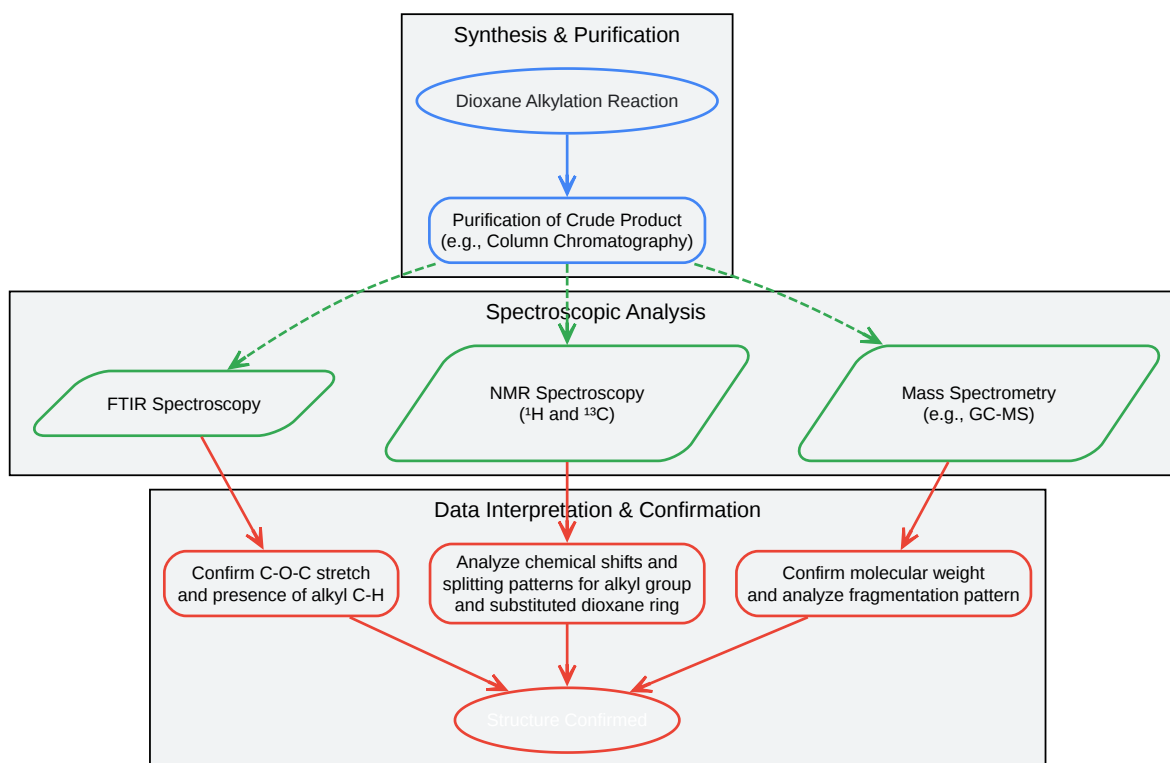 Synthesis & Purification
Dioxane Alkylation Reaction
Purification of Crude Product
(e.g., Column Chromatography)
Spectroscopic Analysis
FTIR Spectroscopy
NMR Spectroscopy
(¹H and ¹³C)
Mass Spectrometry
(e.g., GC-MS)
Data Interpretation & Confirmation
Confirm C-O-C stretch
and presence of alkyl C-H
Analyze chemical shifts and
splitting patterns for alkyl group
and substituted dioxane ring
Confirm molecular weight
and analyze fragmentation pattern
Structure Confirmed